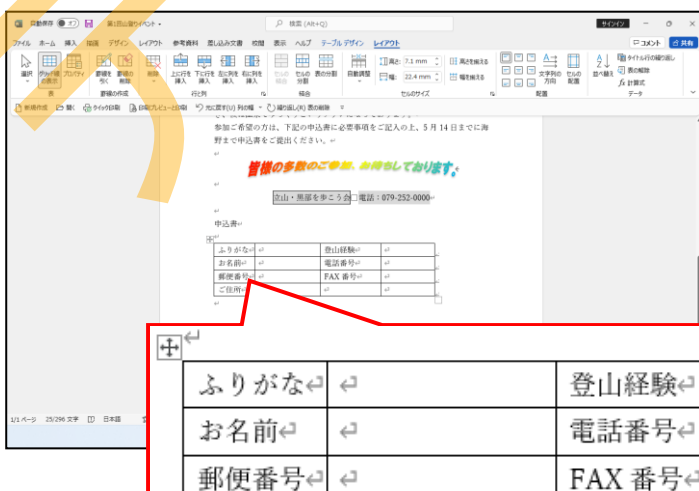 自動保存 オフ 第1回山登りイベント 検索 (Alt+Q) サインイン
ファイル ホーム 挿入 描画 デザイン レイアウト 参考資料 差し込み文書 校閲 表示 ヘルプ テーブル デザイン レイアウト コメント 共有
選択 グリッド線の表示 プロパティ 罫線を引く 罫線の削除 削除 上に行を挿入 下に行を挿入 左に列を挿入 右に列を挿入 セルの結合 セルの分割 表の分割 自動調整 高さ: 7.1 mm 高さを揃える 幅: 22.4 mm 幅を揃える 文字列の方向 セルの配置 並べ替え タイトル行の繰り返し 表の解除 計算式
表 罫線の作成 行と列 結合 セルのサイズ 配置 データ
新規作成 開く クイック印刷 印刷プレビューと印刷 元に戻す(U) 列の幅 繰り返し(R) 表の解除
参加ご希望の方は、下記の申込書に必要事項をご記入の上、5 月 14 日までに海
野まで申込書をご提出ください。
皆様の多数のご参加、お待ちしております。
立山・黒部を歩こう会 電話:079-252-0000
申込書
ふりがな 登山経験
お名前 電話番号
郵便番号 FAX 番号
ご住所
1/1 ページ 25/296 文字 日本語
ふりがな 登山経験
お名前 電話番号
郵便番号 FAX 番号